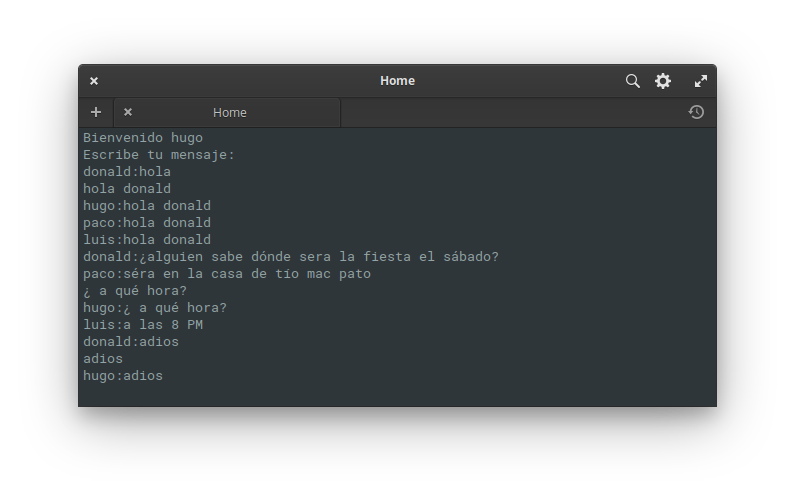 Home
Home
Bienvenido hugo
Escribe tu mensaje:
donald:hola
hola donald
hugo:hola donald
paco:hola donald
luis:hola donald
donald:¿alguien sabe dónde sera la fiesta el sábado?
paco:séra en la casa de tío mac pato
¿ a qué hora?
hugo:¿ a qué hora?
luis:a las 8 PM
donald:adios
adios
hugo:adios